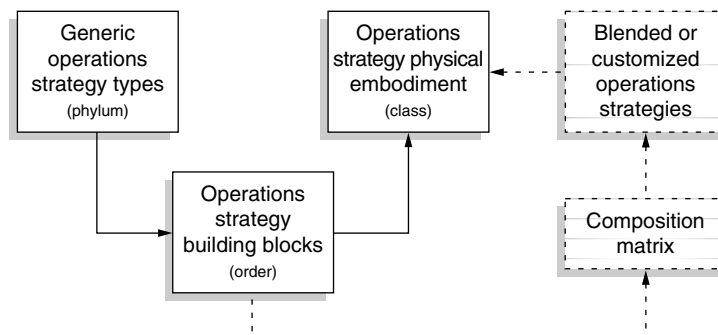 Generic
operations
strategy types
(phylum)
Operations
strategy physical
embodiment
(class)
Blended or
customized
operations
strategies
Operations
strategy
building blocks
(order)
Composition
matrix